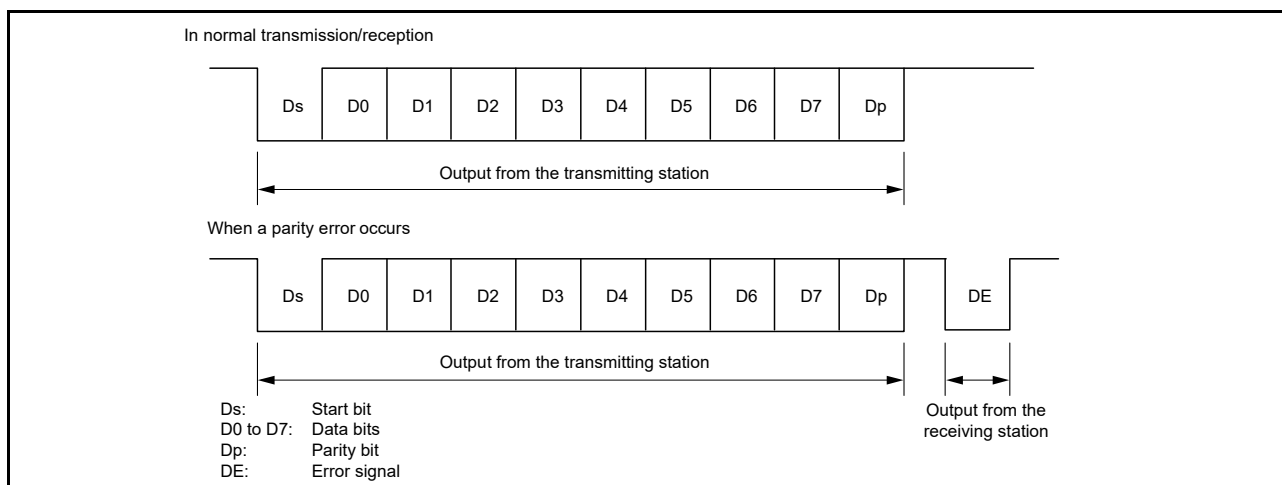 In normal transmission/reception
Ds D0 D1 D2 D3 D4 D5 D6 D7 Dp
Output from the transmitting station
When a parity error occurs
Ds D0 D1 D2 D3 D4 D5 D6 D7 Dp DE
Output from the transmitting station
Output from the
receiving station
Ds: Start bit
D0 to D7: Data bits
Dp: Parity bit
DE: Error signal